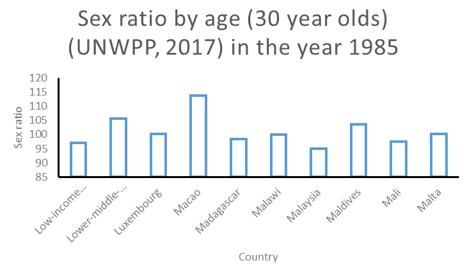 Sex ratio by age (30 year olds)
(UNWPP, 2017) in the year 1985
120
115
110
105
100
95
90
85
Sex ratio
Low-income...
Lower-middle-...
Luxembourg
Macao
Madagascar
Malawi
Malaysia
Maldives
Mali
Malta
Country